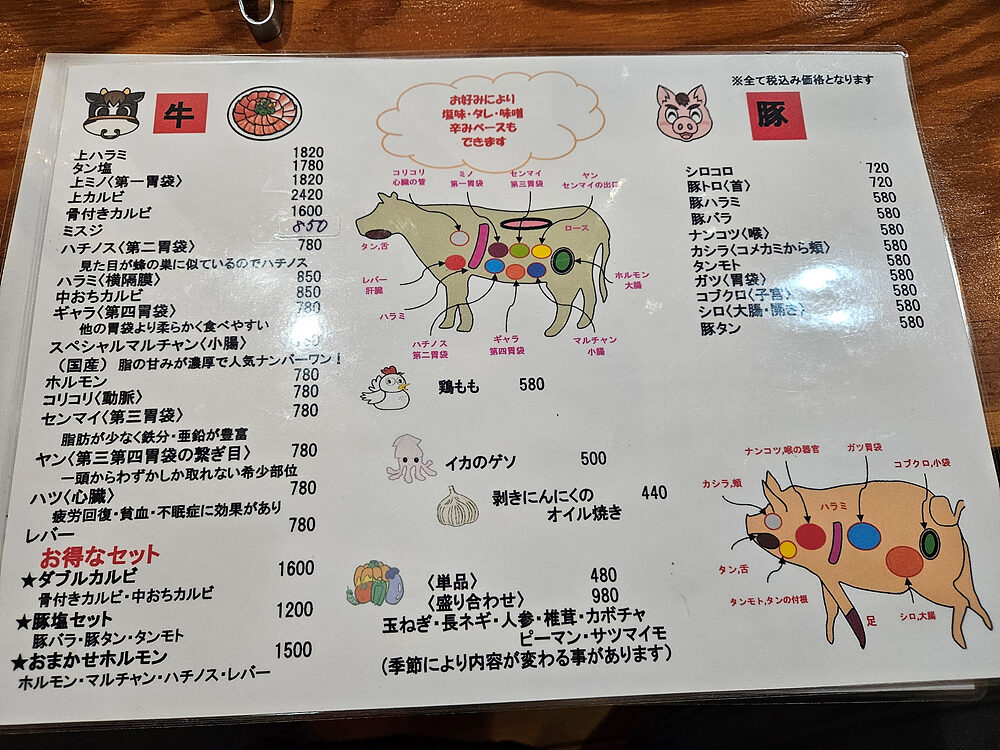 ※全て税込み価格となります
牛
上ハラミ 1820
タン塩 1780
上ミノ〈第一胃袋〉 1820
上カルビ 2420
骨付きカルビ 1600
ミスジ 850
ハチノス〈第二胃袋〉 780
見た目が蜂の巣に似ているのでハチノス
ハラミ〈横隔膜〉 850
中おちカルビ 850
ギャラ〈第四胃袋〉 780
他の胃袋より柔らかく食べやすい
スペシャルマルチャン〈小腸〉
（国産） 脂の甘みが濃厚で人気ナンバーワン！
ホルモン 780
コリコリ〈動脈〉 780
センマイ〈第三胃袋〉 780
脂肪が少なく鉄分・亜鉛が豊富
ヤン〈第三第四胃袋の繋ぎ目〉 780
一頭からわずかしか取れない希少部位
ハツ〈心臓〉 780
疲労回復・貧血・不眠症に効果があり
レバー 780
お得なセット
★ダブルカルビ 1600
骨付きカルビ・中おちカルビ
★豚塩セット 1200
豚バラ・豚タン・タンモト
★おまかせホルモン 1500
ホルモン・マルチャン・ハチノス・レバー
お好みにより
塩味・タレ・味噌
辛みベースも
できます
コリコリ
心臓の管
ミノ
第一胃袋
センマイ
第三胃袋
ヤン
センマイの出口
タン,舌
ロース
レバー
肝臓
ホルモン
大腸
ハラミ
ハチノス
第二胃袋
ギャラ
第四胃袋
マルチャン
小腸
鶏もも 580
イカのゲソ 500
剥きにんにくの 440
オイル焼き
〈単品〉 480
〈盛り合わせ〉 980
玉ねぎ・長ネギ・人参・椎茸・カボチャ
ピーマン・サツマイモ
（季節により内容が変わる事があります）
豚
シロコロ 720
豚トロ〈首〉 720
豚ハラミ 580
豚バラ 580
ナンコツ〈喉〉 580
カシラ〈コメカミから頬〉 580
タンモト 580
ガツ〈胃袋〉 580
コブクロ〈子宮〉 580
シロ〈大腸・開き〉 580
豚タン 580
ナンコツ,喉の器官
ガツ胃袋
コブクロ,小袋
カシラ,頬
ハラミ
タン,舌
タンモト,タンの付根
足
シロ,大腸